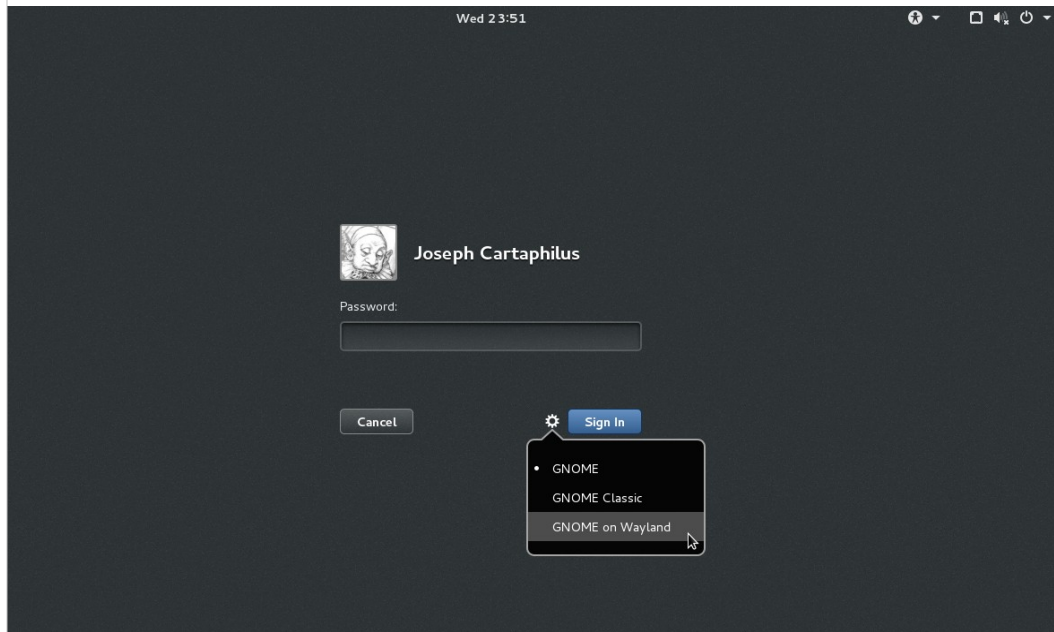 Wed 23:51
Joseph Cartaphilus
Password:
Cancel
Sign In
GNOME
GNOME Classic
GNOME on Wayland